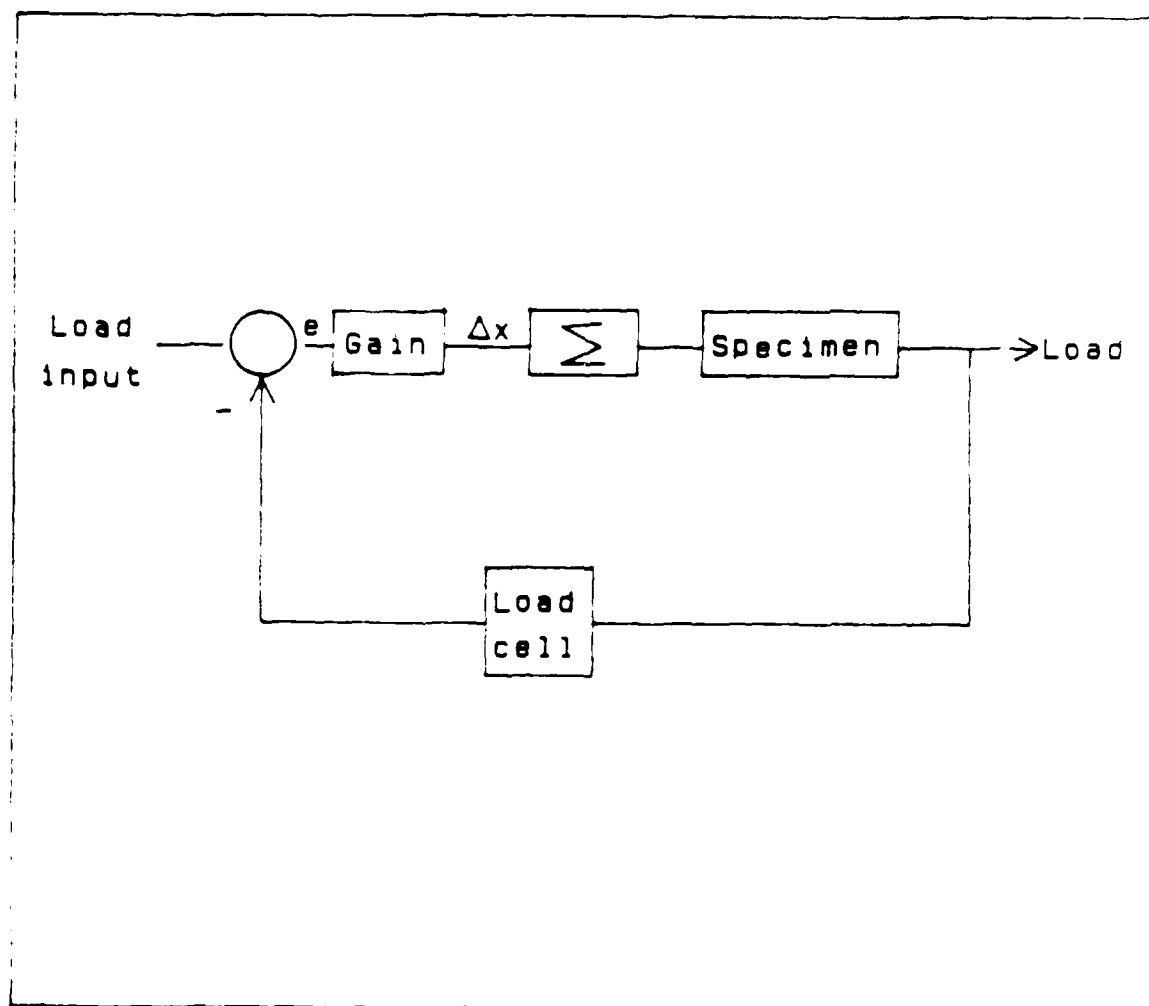 Load
input
-
e
Gain
Δx
Σ
Specimen
Load
Load
cell